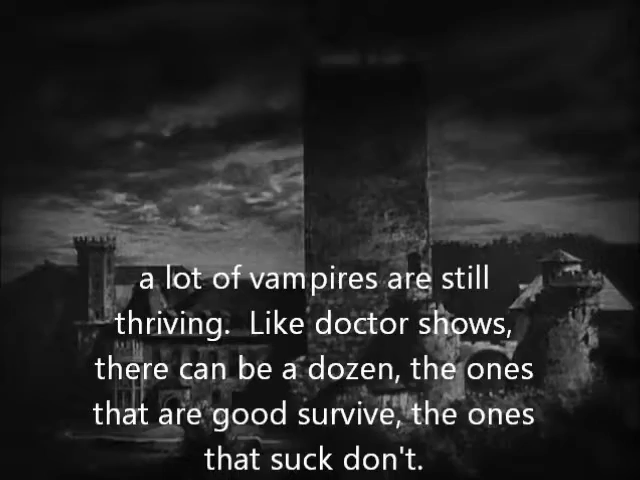 a lot of vampires are still
thriving.  Like doctor shows,
there can be a dozen, the ones
that are good survive, the ones
that suck don't.